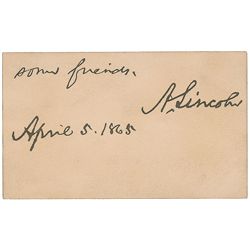 some friends.
A. Lincoln
April 5. 1865